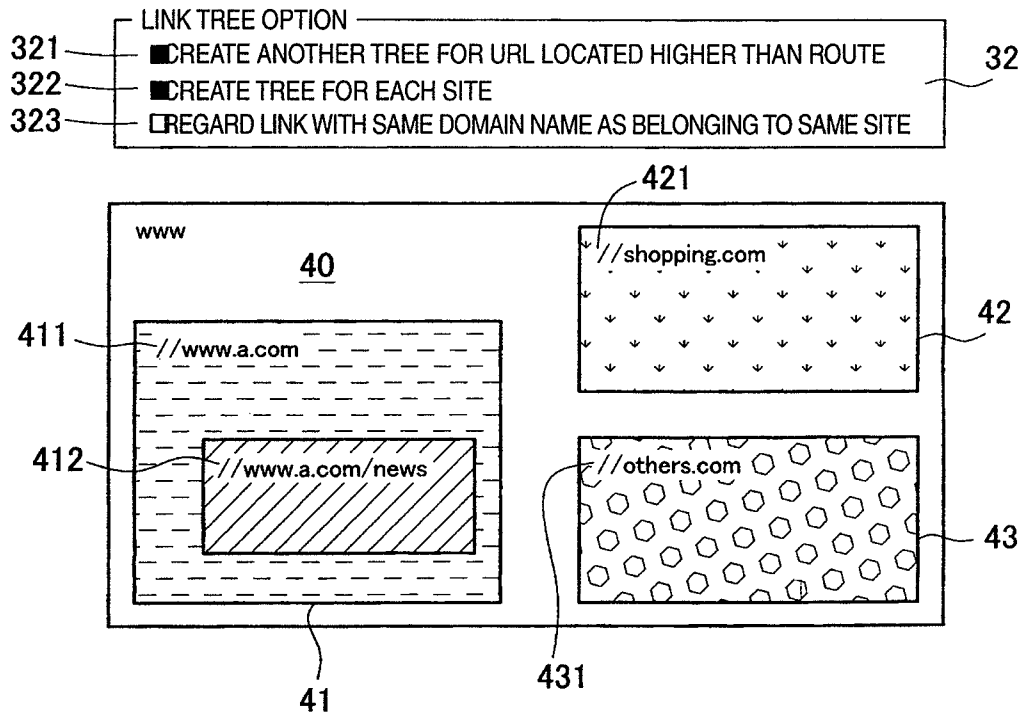 LINK TREE OPTION
321
CREATE ANOTHER TREE FOR URL LOCATED HIGHER THAN ROUTE
32
322
CREATE TREE FOR EACH SITE
323
REGARD LINK WITH SAME DOMAIN NAME AS BELONGING TO SAME SITE
421
www
//shopping.com
40
42
411
//www.a.com
412
//www.a.com/news
//others.com
43
41
431